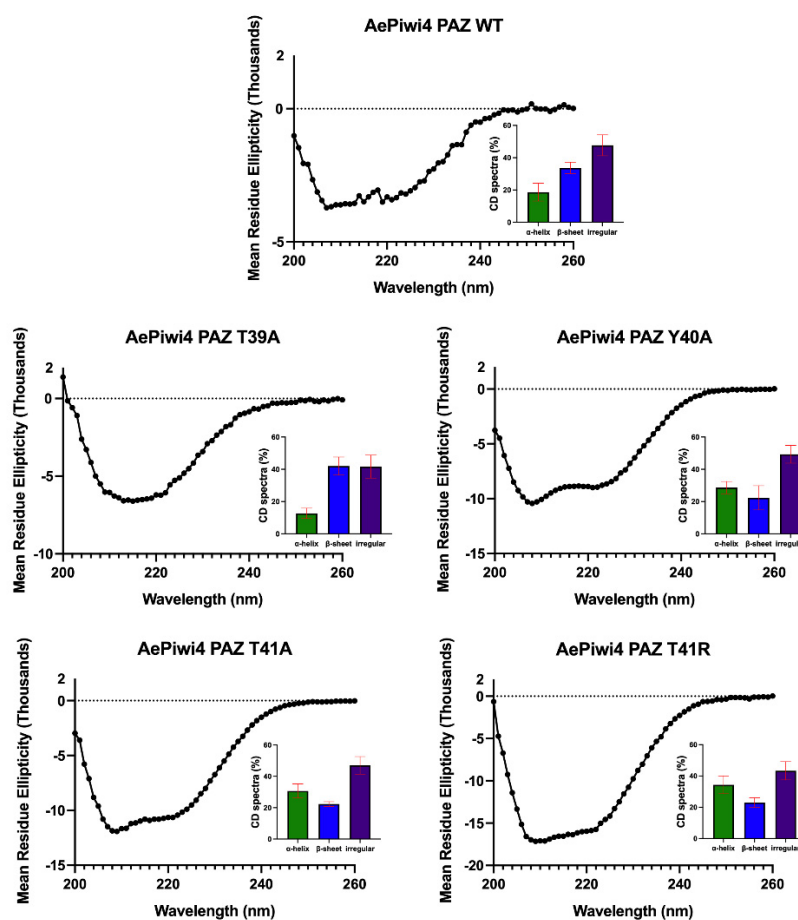 AePiwi4 PAZ WT
Mean Residue Ellipticity (Thousands)
2
0
-5
200
220
240
260
Wavelength (nm)
CD spectra (%)
60
40
20
0
α-helix
β-sheet
irregular
AePiwi4 PAZ T39A
Mean Residue Ellipticity (Thousands)
2
0
-5
-10
200
220
240
260
Wavelength (nm)
CD spectra (%)
60
40
20
0
α-helix
β-sheet
irregular
AePiwi4 PAZ Y40A
Mean Residue Ellipticity (Thousands)
2
0
-5
-10
-15
200
220
240
260
Wavelength (nm)
CD spectra (%)
60
40
20
0
α-helix
β-sheet
irregular
AePiwi4 PAZ T41A
Mean Residue Ellipticity (Thousands)
2
0
-5
-10
-15
200
220
240
260
Wavelength (nm)
CD spectra (%)
60
40
20
0
α-helix
β-sheet
irregular
AePiwi4 PAZ T41R
Mean Residue Ellipticity (Thousands)
2
0
-5
-10
-15
-20
200
220
240
260
Wavelength (nm)
CD spectra (%)
60
40
20
0
α-helix
β-sheet
irregular